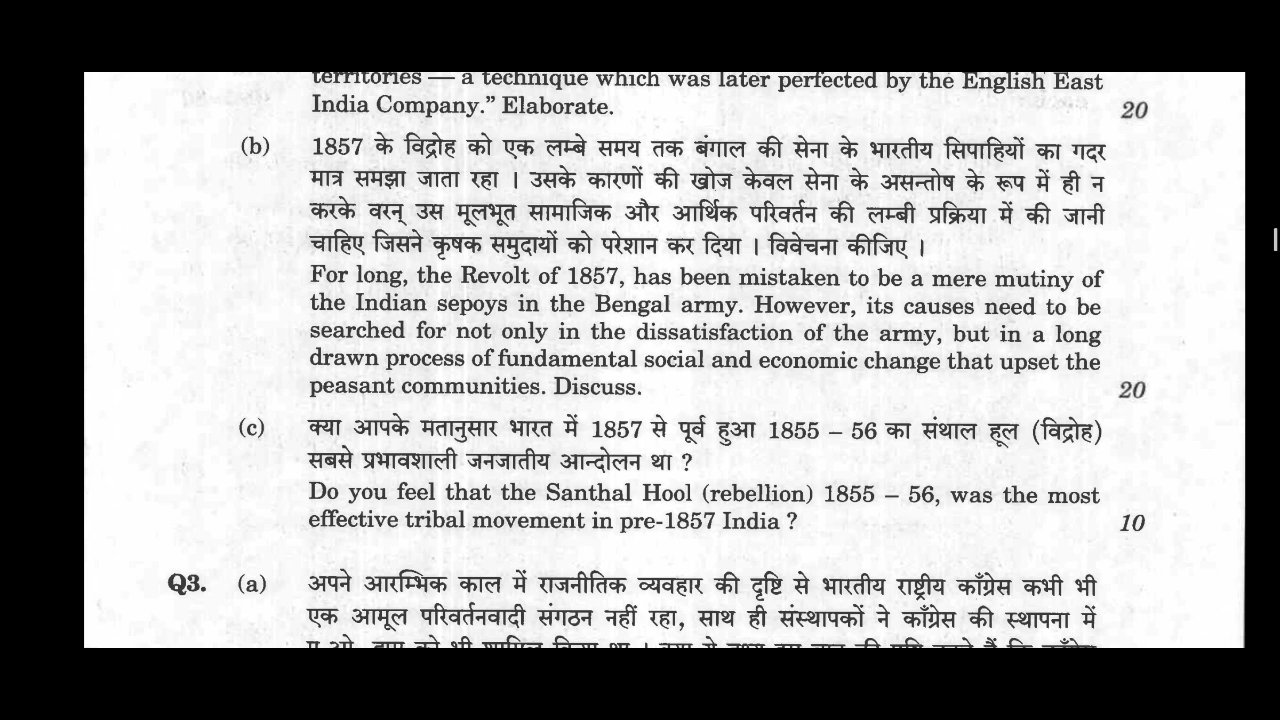 territories — a technique which was later perfected by the English East
India Company." Elaborate. 20
(b) 1857 के विद्रोह को एक लम्बे समय तक बंगाल की सेना के भारतीय सिपाहियों का गदर
मात्र समझा जाता रहा । उसके कारणों की खोज केवल सेना के असन्तोष के रूप में ही न
करके वरन् उस मूलभूत सामाजिक और आर्थिक परिवर्तन की लम्बी प्रक्रिया में की जानी
चाहिए जिसने कृषक समुदायों को परेशान कर दिया । विवेचना कीजिए ।
For long, the Revolt of 1857, has been mistaken to be a mere mutiny of
the Indian sepoys in the Bengal army. However, its causes need to be
searched for not only in the dissatisfaction of the army, but in a long
drawn process of fundamental social and economic change that upset the
peasant communities. Discuss. 20
(c) क्या आपके मतानुसार भारत में 1857 से पूर्व हुआ 1855 – 56 का संथाल हूल (विद्रोह)
सबसे प्रभावशाली जनजातीय आन्दोलन था ?
Do you feel that the Santhal Hool (rebellion) 1855 – 56, was the most
effective tribal movement in pre-1857 India ? 10
Q3. (a) अपने आरम्भिक काल में राजनीतिक व्यवहार की दृष्टि से भारतीय राष्ट्रीय काँग्रेस कभी भी
एक आमूल परिवर्तनवादी संगठन नहीं रहा, साथ ही संस्थापकों ने काँग्रेस की स्थापना में